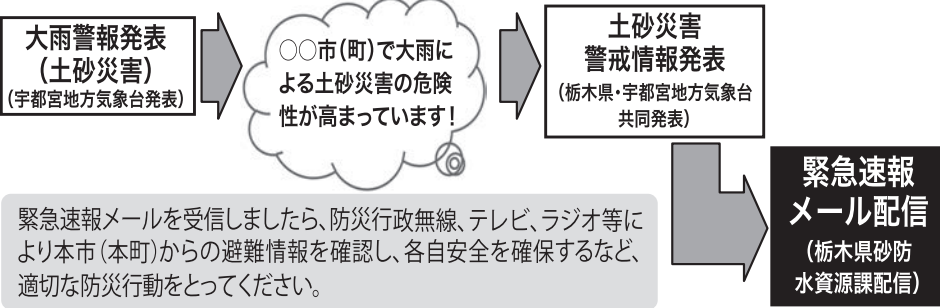 大雨警報発表
（土砂災害）
（宇都宮地方気象台発表）
○○市（町）で大雨に
よる土砂災害の危険
性が高まっています！
土砂災害
警戒情報発表
（栃木県・宇都宮地方気象台
共同発表）
緊急速報
メール配信
（栃木県砂防
水資源課配信）
緊急速報メールを受信しましたら、防災行政無線、テレビ、ラジオ等に
より本市（本町）からの避難情報を確認し、各自安全を確保するなど、
適切な防災行動をとってください。